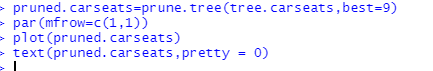 > pruned.carseats=prune.tree(tree.carseats,best=9)
> par(mfrow=c(1,1))
> plot(pruned.carseats)
> text(pruned.carseats,pretty = 0)
>